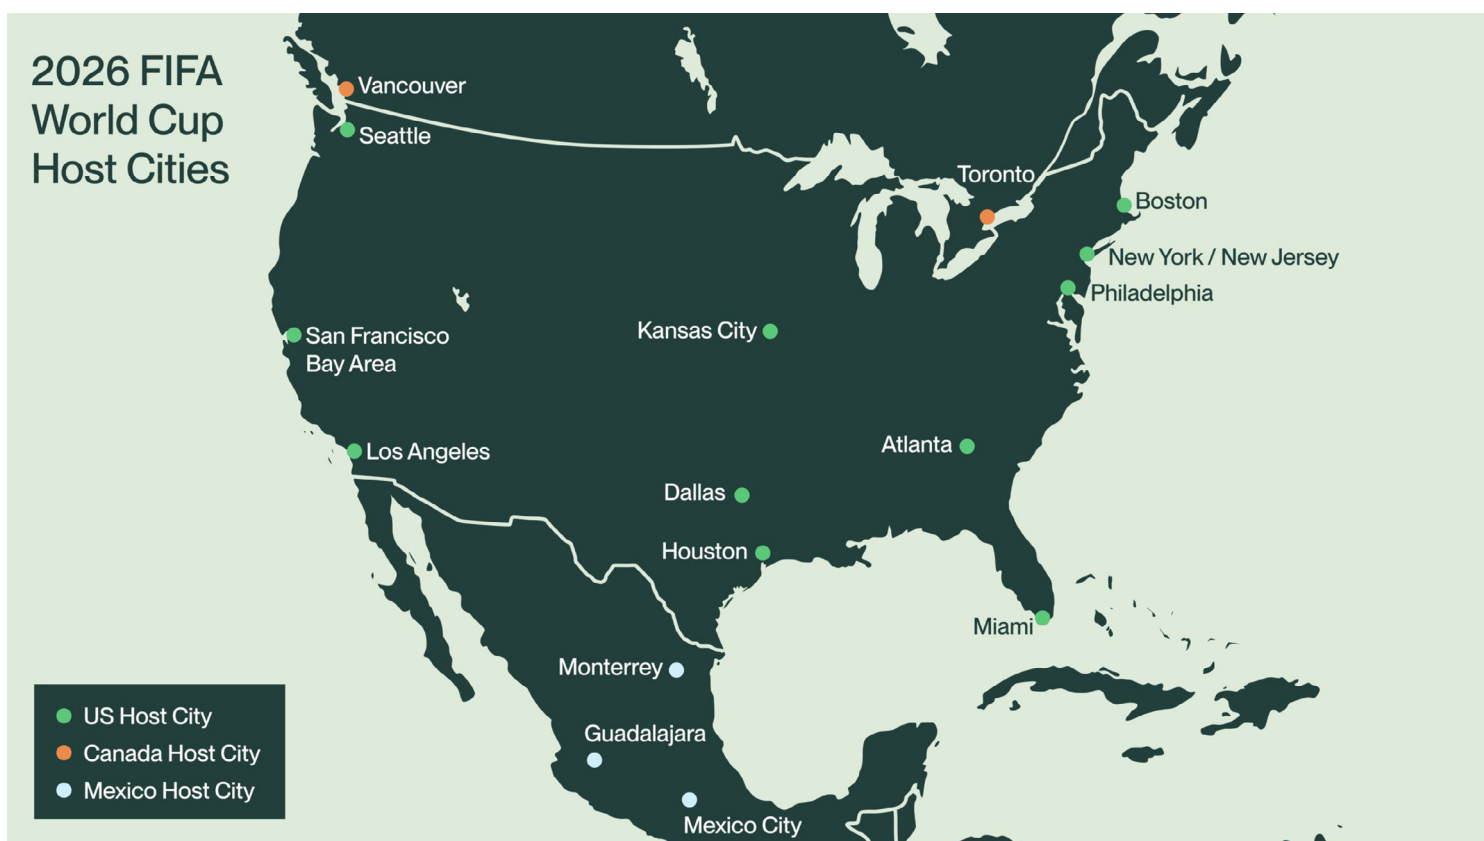 2026 FIFA
World Cup
Host Cities
Vancouver
Seattle
Toronto
Boston
New York / New Jersey
Philadelphia
Kansas City
San Francisco
Bay Area
Atlanta
Los Angeles
Dallas
Houston
Miami
Monterrey
Guadalajara
Mexico City
US Host City
Canada Host City
Mexico Host City